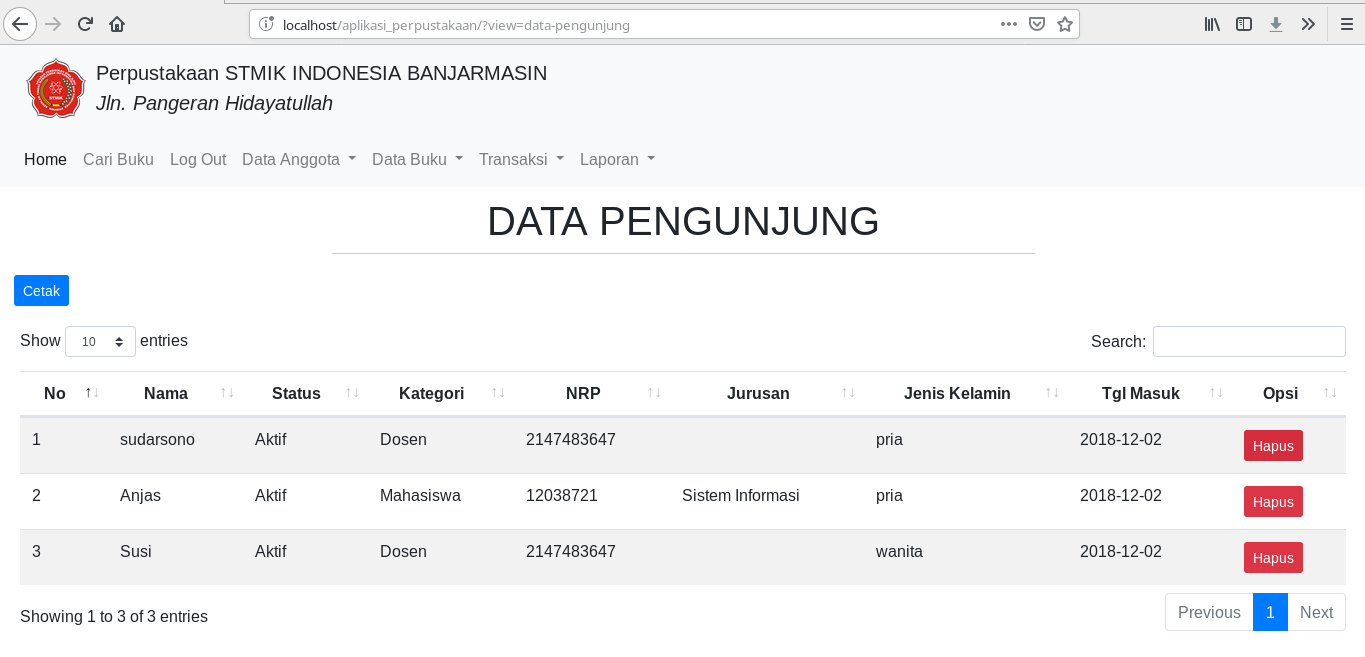 localhost/aplikasi_perpustakaan/?view=data-pengunjung
Perpustakaan STMIK INDONESIA BANJARMASIN
Jln. Pangeran Hidayatullah
STMIK
Home Cari Buku Log Out Data Anggota Data Buku Transaksi Laporan
DATA PENGUNJUNG
Cetak
Show 10 entries Search:
No Nama Status Kategori NRP Jurusan Jenis Kelamin Tgl Masuk Opsi
1 sudarsono Aktif Dosen 2147483647 pria 2018-12-02 Hapus
2 Anjas Aktif Mahasiswa 12038721 Sistem Informasi pria 2018-12-02 Hapus
3 Susi Aktif Dosen 2147483647 wanita 2018-12-02 Hapus
Showing 1 to 3 of 3 entries Previous 1 Next